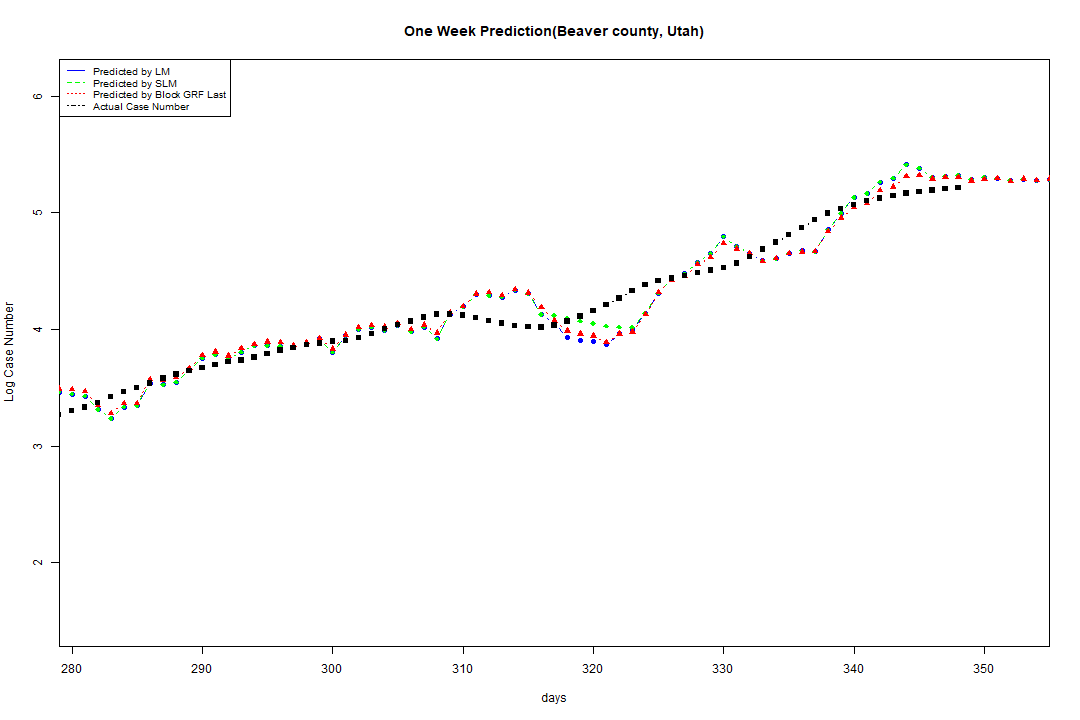 One Week Prediction(Beaver county, Utah)
Predicted by LM
Predicted by SLM
Predicted by Block GRF Last
Actual Case Number
6
5
4
3
2
Log Case Number
280 290 300 310 320 330 340 350
days